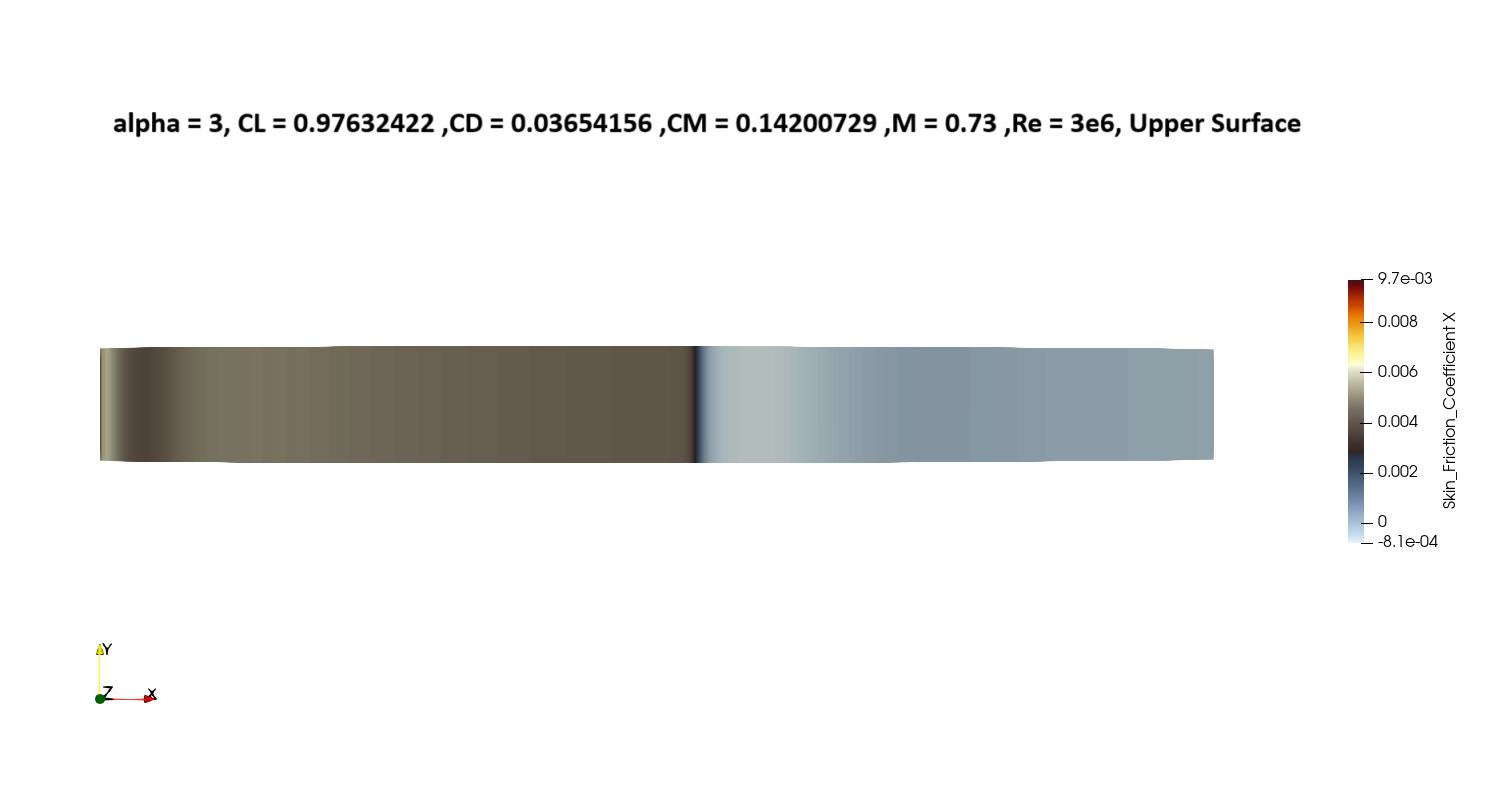 alpha = 3, CL = 0.97632422 ,CD = 0.03654156 ,CM = 0.14200729 ,M = 0.73 ,Re = 3e6, Upper Surface
9.7e-03
0.008
0.006
0.004
0.002
0
-8.1e-04
Skin_Friction_Coefficient X
Y
Z
X